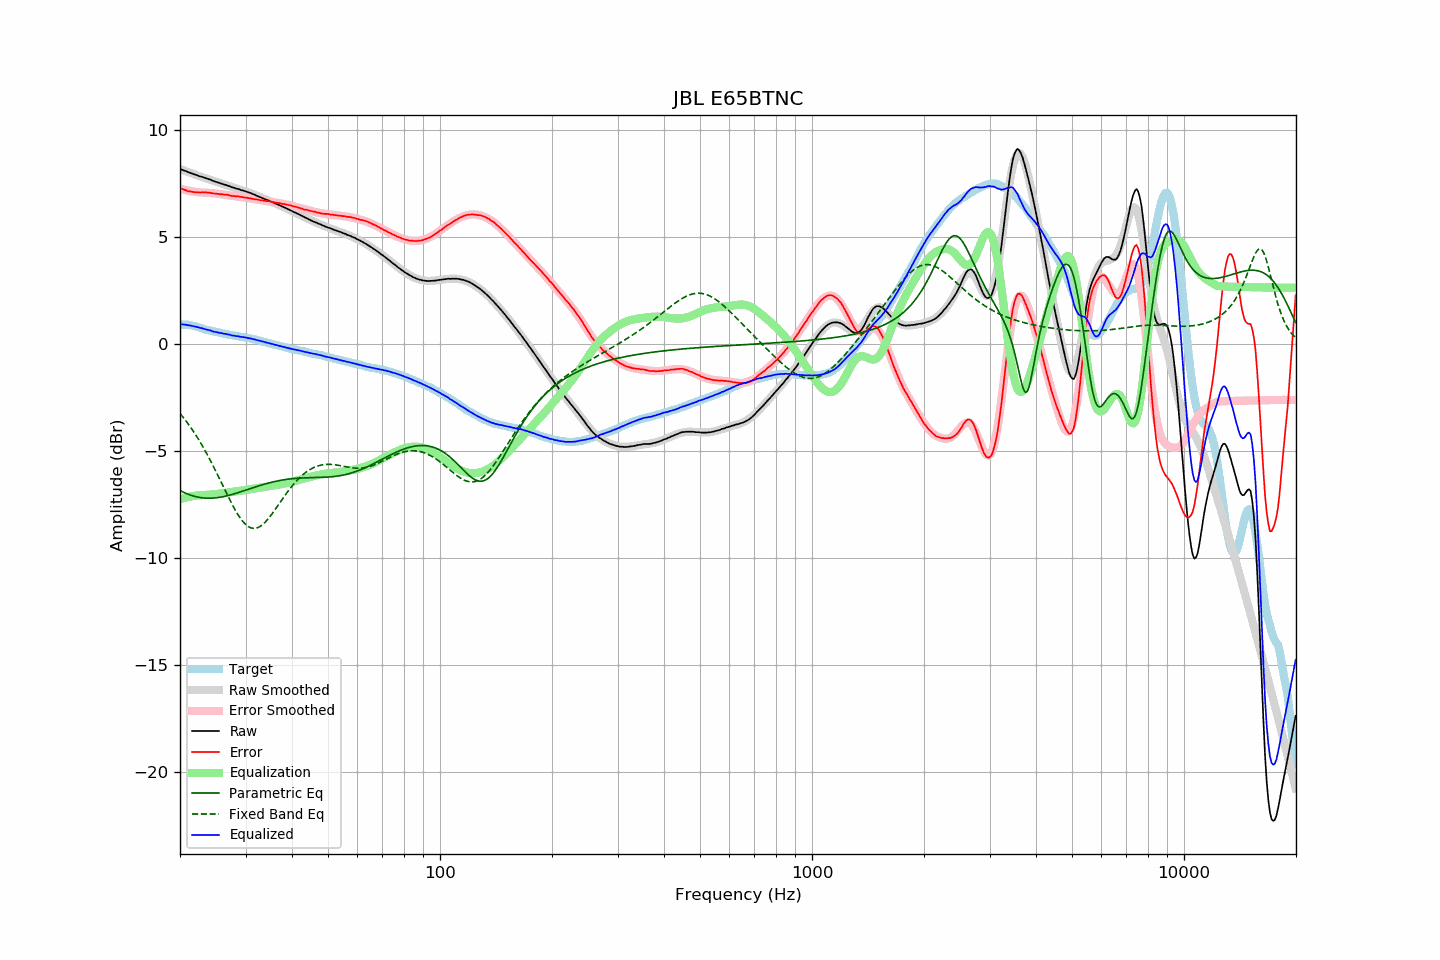 JBL E65BTNC
10
5
0
−5
−10
−15
−20
Amplitude (dBr)
Target
Raw Smoothed
Error Smoothed
Raw
Error
Equalization
Parametric Eq
Fixed Band Eq
Equalized
100 1000 10000
Frequency (Hz)